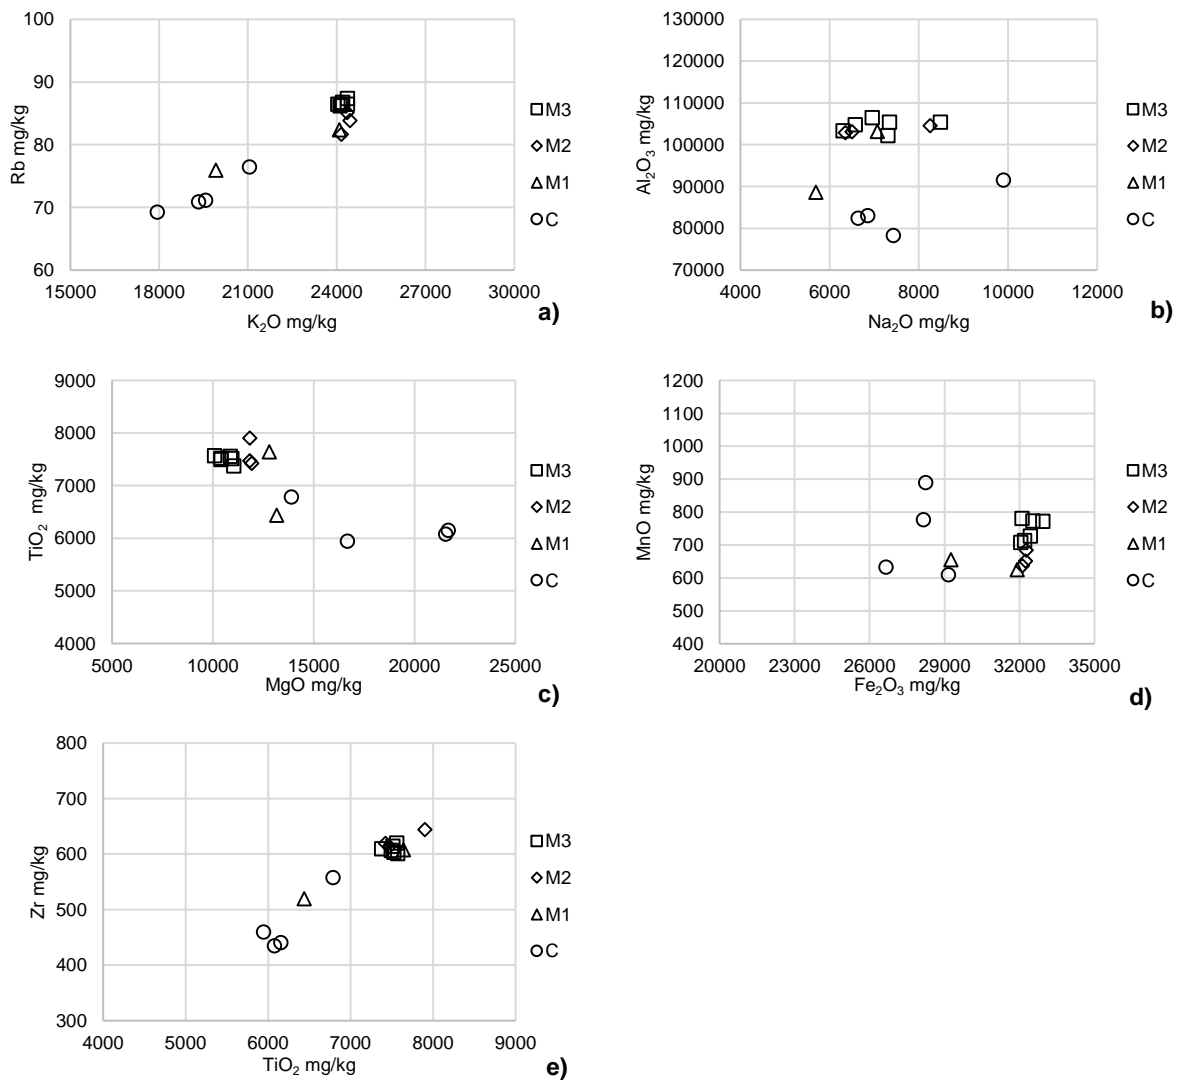 100
90
80
70
60
Rb mg/kg
15000 18000 21000 24000 27000 30000
K₂O mg/kg
M3
M2
M1
C
a)
130000
120000
110000
100000
90000
80000
70000
Al₂O₃ mg/kg
4000 6000 8000 10000 12000
Na₂O mg/kg
M3
M2
M1
C
b)
9000
8000
7000
6000
5000
4000
TiO₂ mg/kg
5000 10000 15000 20000 25000
MgO mg/kg
M3
M2
M1
C
c)
1200
1100
1000
900
800
700
600
500
400
MnO mg/kg
20000 23000 26000 29000 32000 35000
Fe₂O₃ mg/kg
M3
M2
M1
C
d)
800
700
600
500
400
300
Zr mg/kg
4000 5000 6000 7000 8000 9000
TiO₂ mg/kg
M3
M2
M1
C
e)